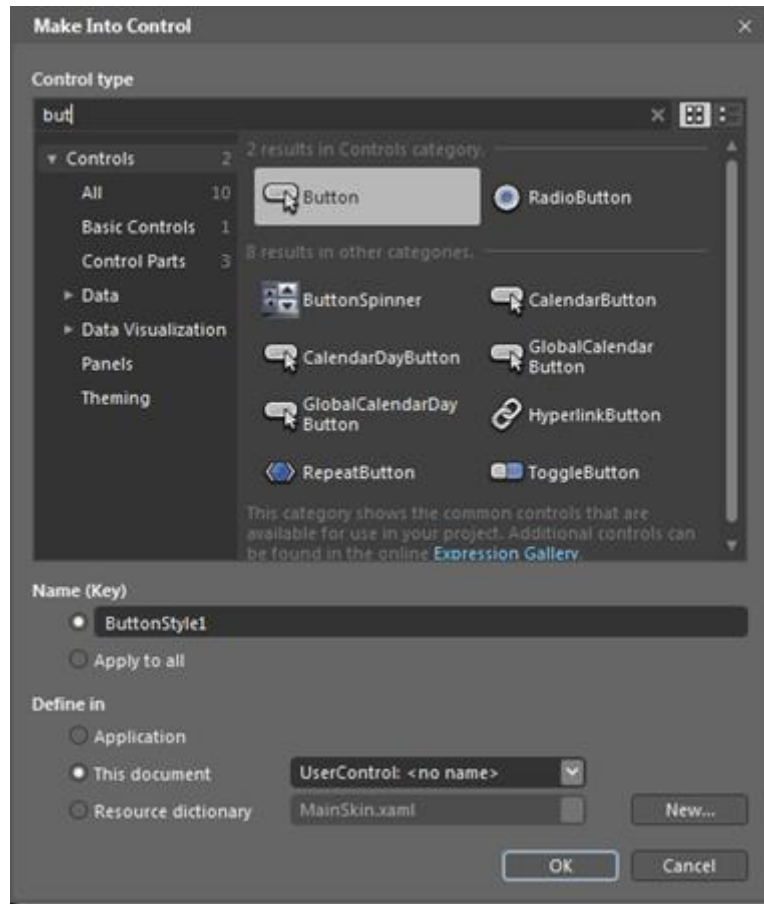 Make Into Control
Control type
but
Controls 2
All 10
Basic Controls 1
Control Parts 3
Data
Data Visualization
Panels
Theming
2 results in Controls category.
Button
RadioButton
8 results in other categories.
ButtonSpinner
CalendarButton
CalendarDayButton
GlobalCalendar
Button
GlobalCalendarDay
Button
HyperlinkButton
RepeatButton
ToggleButton
This category shows the common controls that are
available for use in your project. Additional controls can
be found in the online Expression Gallery.
Name (Key)
ButtonStyle1
Apply to all
Define in
Application
This document
UserControl: <no name>
Resource dictionary
MainSkin.xaml
New...
OK
Cancel